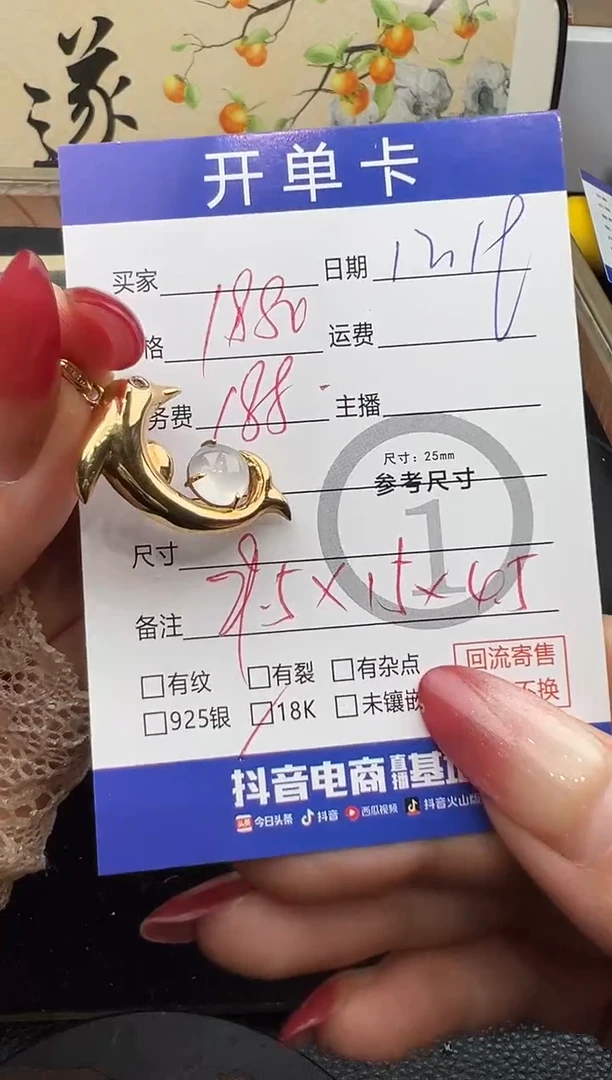 遂
开单卡
买家 日期
格 1880 运费
务费 188 主播
尺寸：25mm
参考尺寸
1
尺寸
备注
□有纹 □有裂 □有杂点
回流寄售
□925银 □18K □未镶嵌
不换
抖音电商直播基地
今日头条 抖音 西瓜视频 抖音火山版